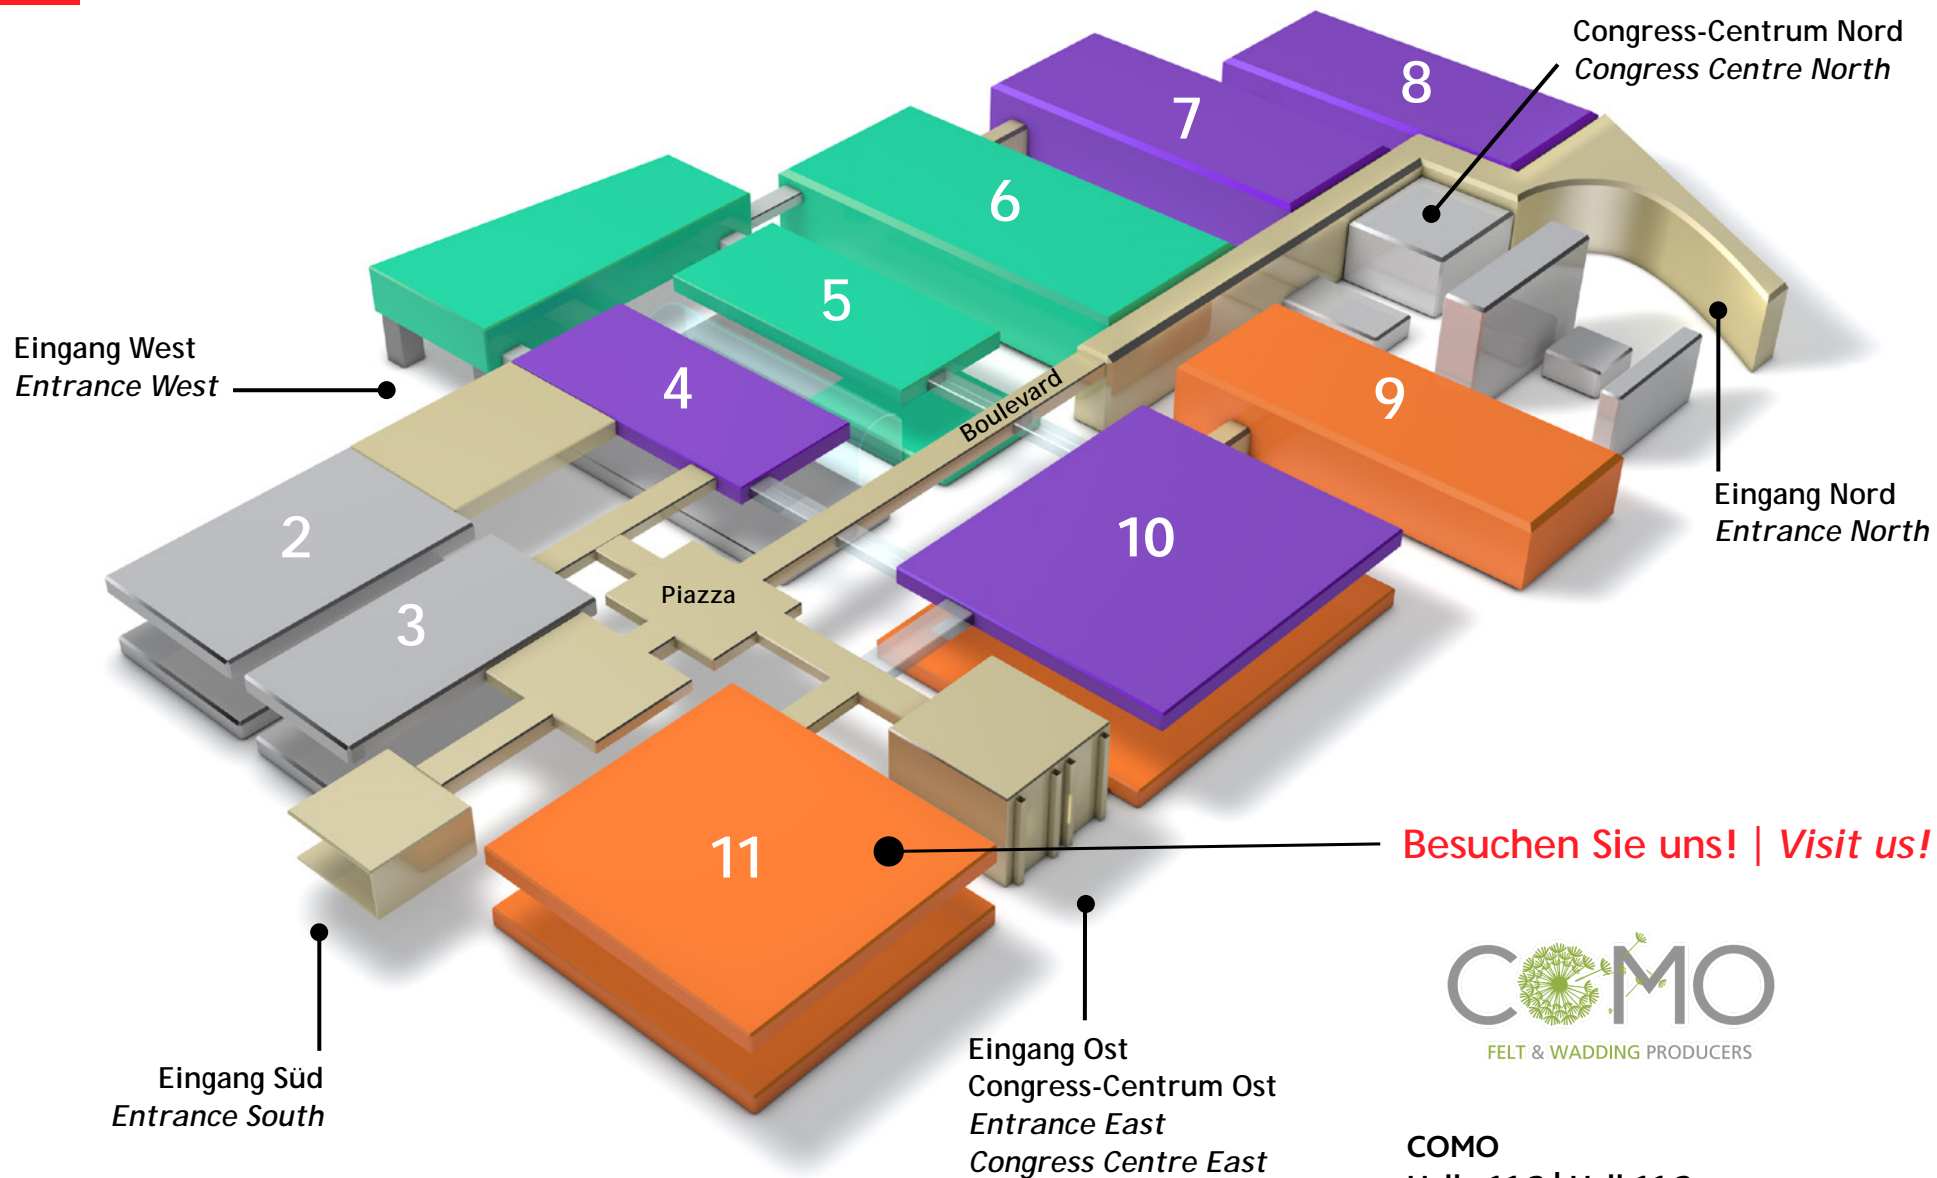 Congress-Centrum Nord
Congress Centre North
8
7
6
5
4
9
10
2
3
11
Boulevard
Piazza
Eingang West
Entrance West
Eingang Nord
Entrance North
Besuchen Sie uns! | Visit us!
COMO
FELT & WADDING PRODUCERS
Eingang Süd
Entrance South
Eingang Ost
Congress-Centrum Ost
Entrance East
Congress Centre East
COMO